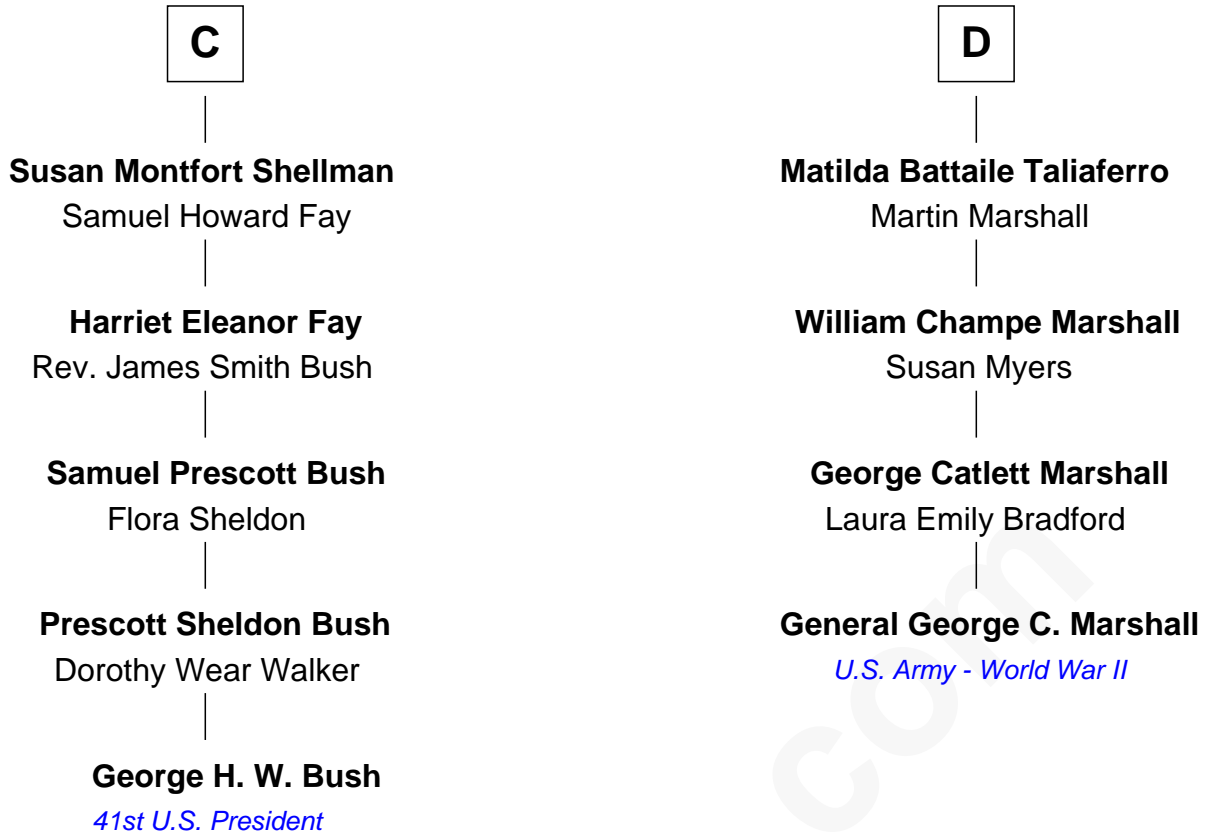 C
Susan Montfort Shellman
Samuel Howard Fay
Harriet Eleanor Fay
Rev. James Smith Bush
Samuel Prescott Bush
Flora Sheldon
Prescott Sheldon Bush
Dorothy Wear Walker
George H. W. Bush
41st U.S. President
D
Matilda Battaile Taliaferro
Martin Marshall
William Champe Marshall
Susan Myers
George Catlett Marshall
Laura Emily Bradford
General George C. Marshall
U.S. Army - World War II
com